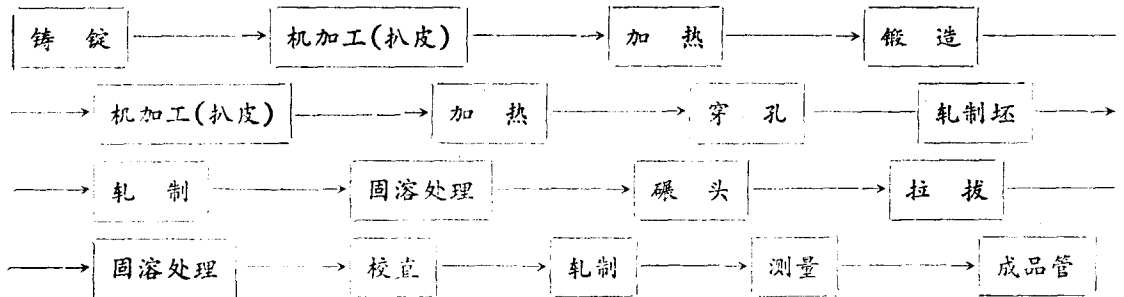 铸锭 机加工(扒皮) 加热 锻造
机加工(扒皮) 加热 穿孔 轧制坯
轧制 固溶处理 碾头 拉拔
固溶处理 校直 轧制 测量 成品管